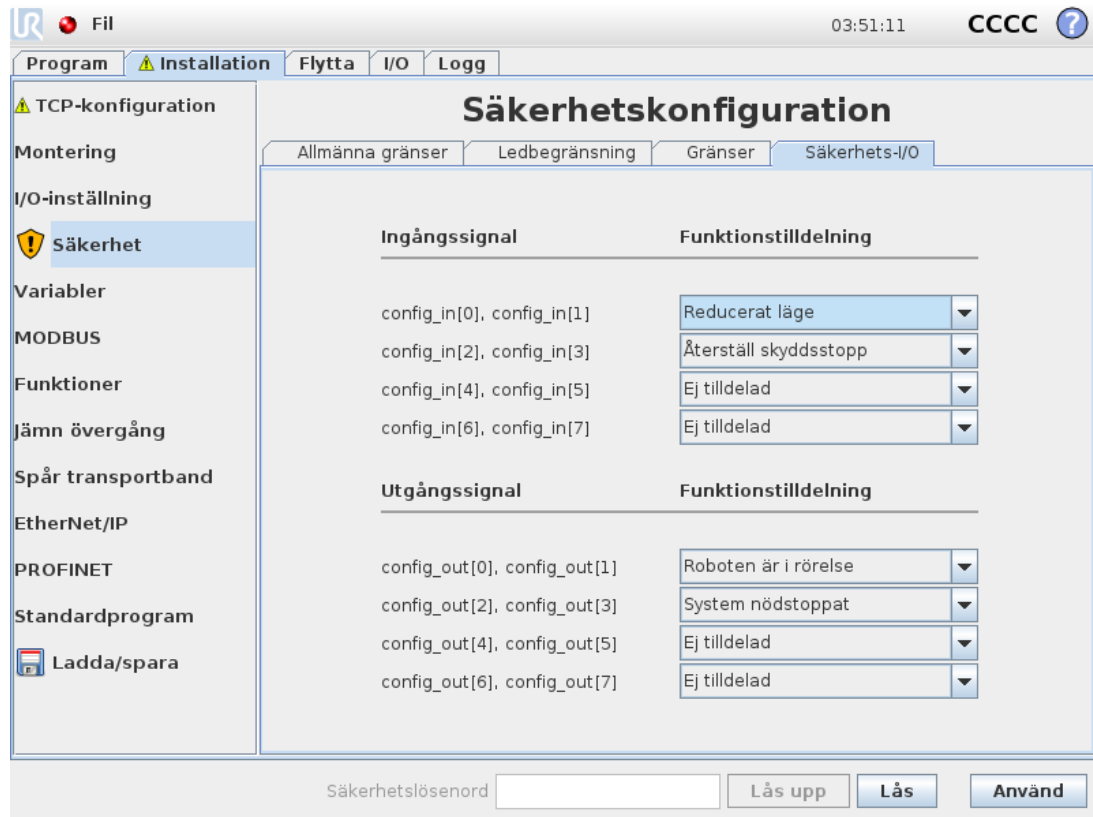 Fil 03:51:11 CCCC ?
Program Installation Flytta I/O Logg
TCP-konfiguration
Montering
I/O-inställning
Säkerhet
Variabler
MODBUS
Funktioner
Jämn övergång
Spår transportband
EtherNet/IP
PROFINET
Standardprogram
Ladda/spara
Säkerhetskonfiguration
Allmänna gränser Ledbegränsning Gränser Säkerhets-I/O
Ingångssignal Funktionstilldelning
config_in[0], config_in[1] Reducerat läge
config_in[2], config_in[3] Återställ skyddsstopp
config_in[4], config_in[5] Ej tilldelad
config_in[6], config_in[7] Ej tilldelad
Utgångssignal Funktionstilldelning
config_out[0], config_out[1] Roboten är i rörelse
config_out[2], config_out[3] System nödstoppat
config_out[4], config_out[5] Ej tilldelad
config_out[6], config_out[7] Ej tilldelad
Säkerhetslösenord Lås upp Lås Använd